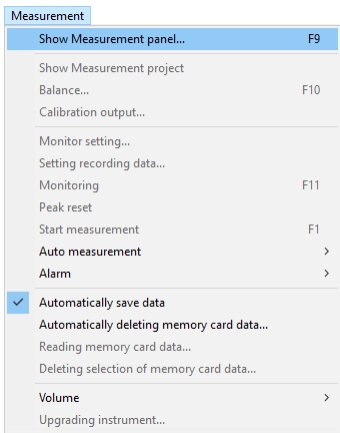 Measurement
Show Measurement panel... F9
Show Measurement project
Balance... F10
Calibration output...
Monitor setting...
Setting recording data...
Monitoring F11
Peak reset
Start measurement F1
Auto measurement
Alarm
Automatically save data
Automatically deleting memory card data...
Reading memory card data...
Deleting selection of memory card data...
Volume
Upgrading instrument...